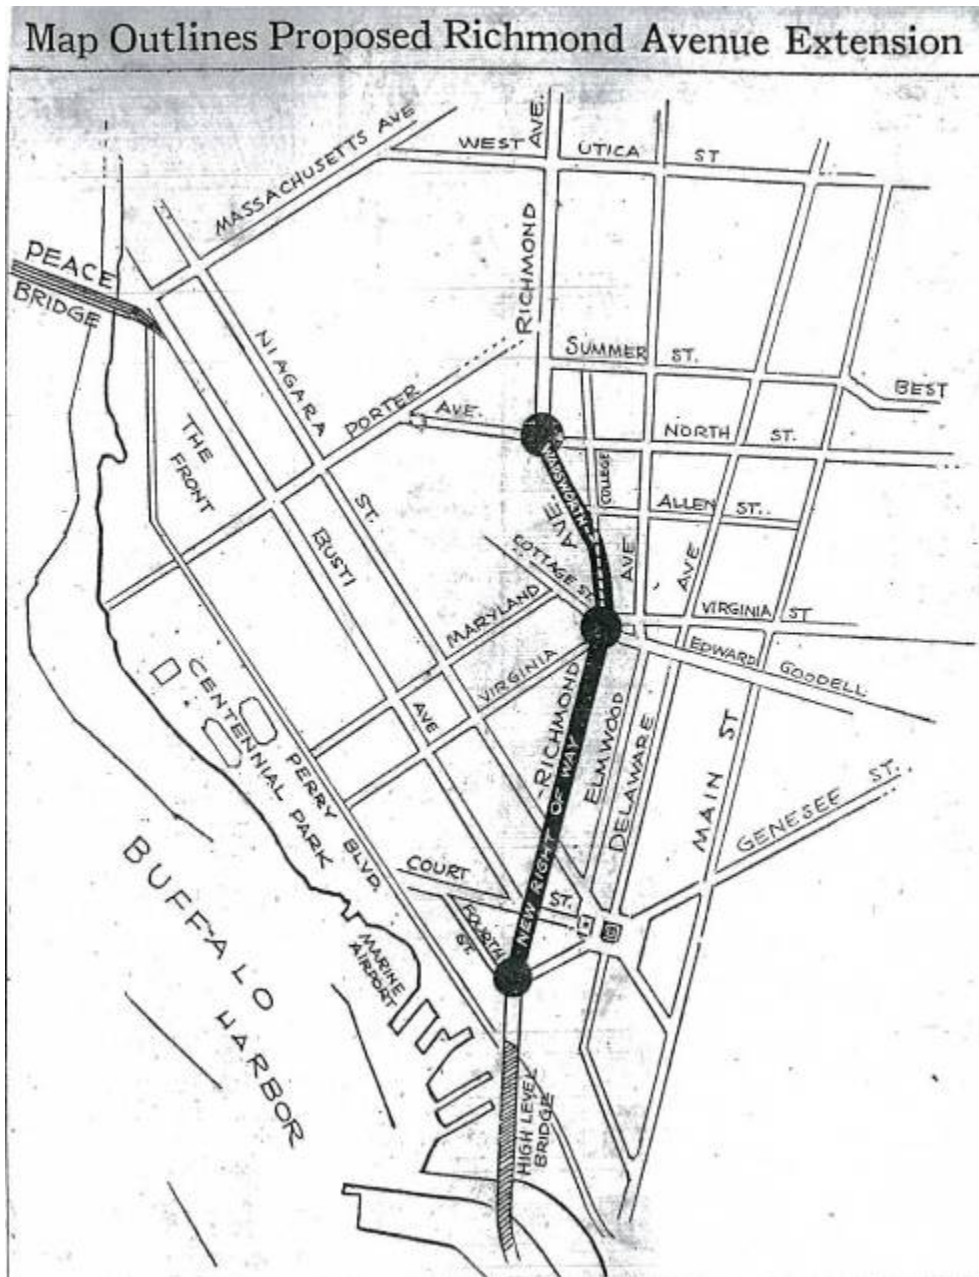 Map Outlines Proposed Richmond Avenue Extension
MASSACHUSETTS AVE
WEST
AVE.
UTICA
ST
PEACE
BRIDGE
RICHMOND
NIAGARA
ST.
SUMMER ST.
BEST
PORTER
AVE.
NORTH ST.
THE
FRONT
WADSWORTH-S
AVE.
COLLEGE
ALLEN ST.
COTTAGE ST.
AVE
AVE
BUSTI
AVE
MARYLAND
VIRGINIA ST
VIRGINIA
EDWARD
GOODELL
CENTENNIAL PARK
PERRY BLVD.
-RICHMOND
NEW RIGHT OF WAY
ELMWOOD
DELAWARE
MAIN ST
GENESEE ST.
COURT
ST.
FOURTH
ST.
BUFFALO
HARBOR
MARINE
AIRPORT
HIGH LEVEL
BRIDGE